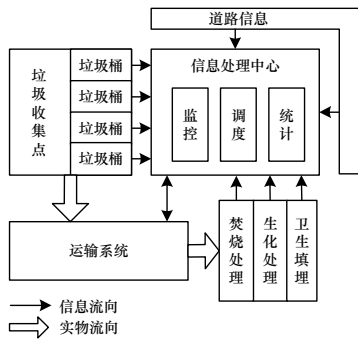 道路信息
垃圾收集点
垃圾桶
垃圾桶
垃圾桶
垃圾桶
信息处理中心
监控
调度
统计
运输系统
焚烧处理
生化处理
卫生填埋
信息流向
实物流向